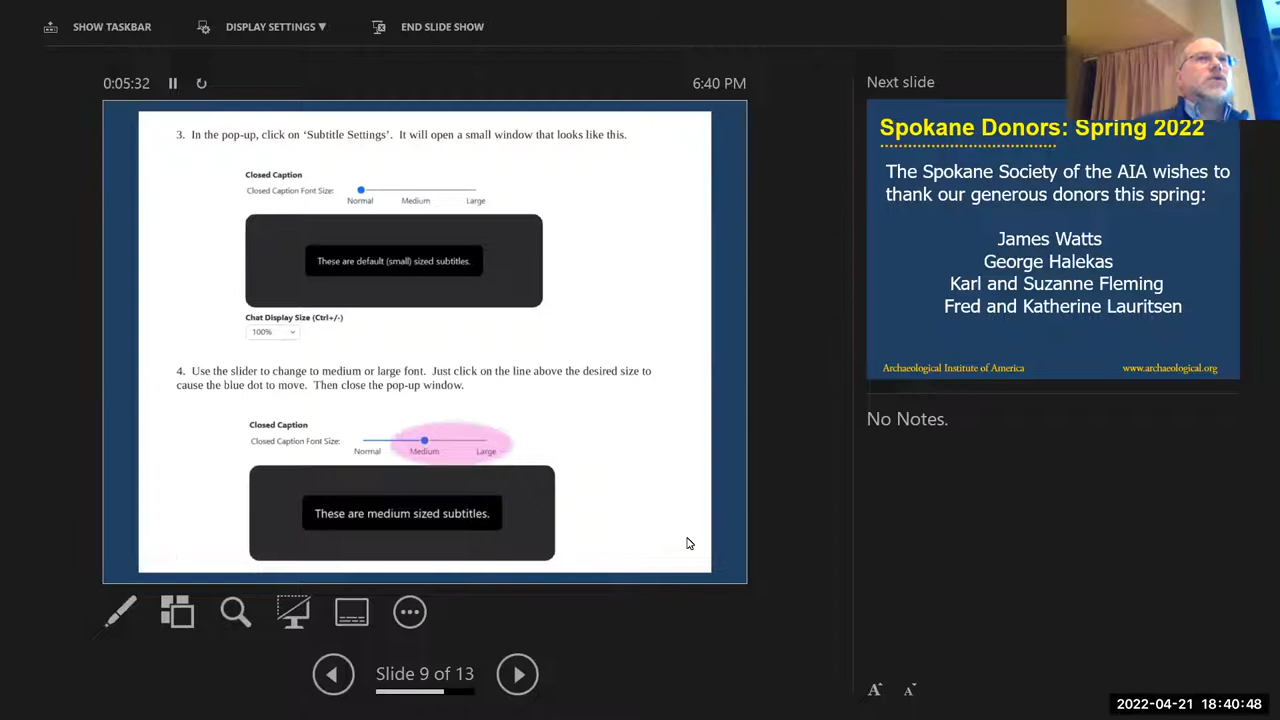 SHOW TASKBAR
DISPLAY SETTINGS ▼
END SLIDE SHOW
0:05:32
6:40 PM
3. In the pop-up, click on ‘Subtitle Settings’. It will open a small window that looks like this.
Closed Caption
Closed Caption Font Size:
Normal
Medium
Large
These are default (small) sized subtitles.
Chat Display Size (Ctrl+/-)
100%
4. Use the slider to change to medium or large font. Just click on the line above the desired size to
cause the blue dot to move. Then close the pop-up window.
Closed Caption
Closed Caption Font Size:
Normal
Medium
Large
These are medium sized subtitles.
Slide 9 of 13
Next slide
Spokane Donors: Spring 2022
The Spokane Society of the AIA wishes to
thank our generous donors this spring:
James Watts
George Halekas
Karl and Suzanne Fleming
Fred and Katherine Lauritsen
Archaeological Institute of America
www.archaeological.org
No Notes.
A
A
2022-04-21 18:40:48